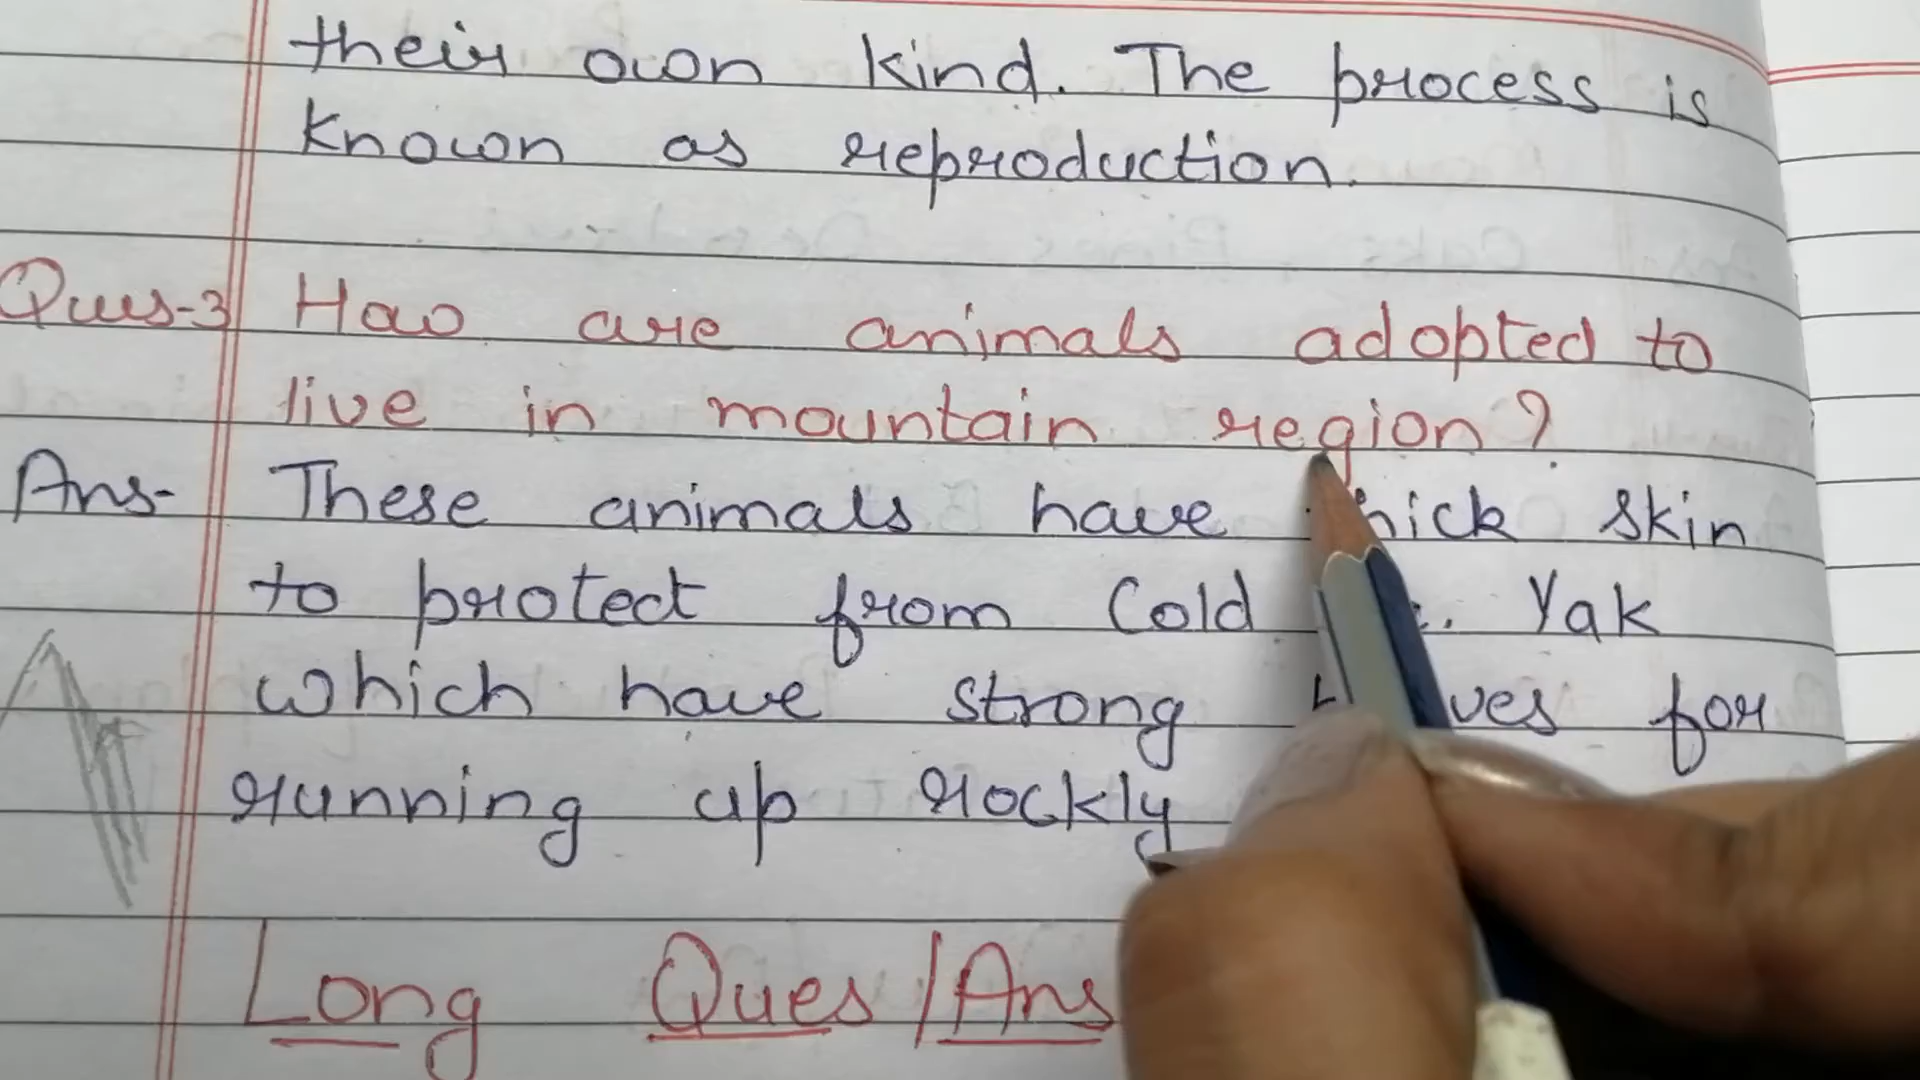 their own kind. The process is
known as reproduction.
Ques-3 How are animals adopted to
live in mountain region?
Ans- These animals have skin
to protect from Cold Yak
which have strong for
running up rockly
Long Ques/Ans